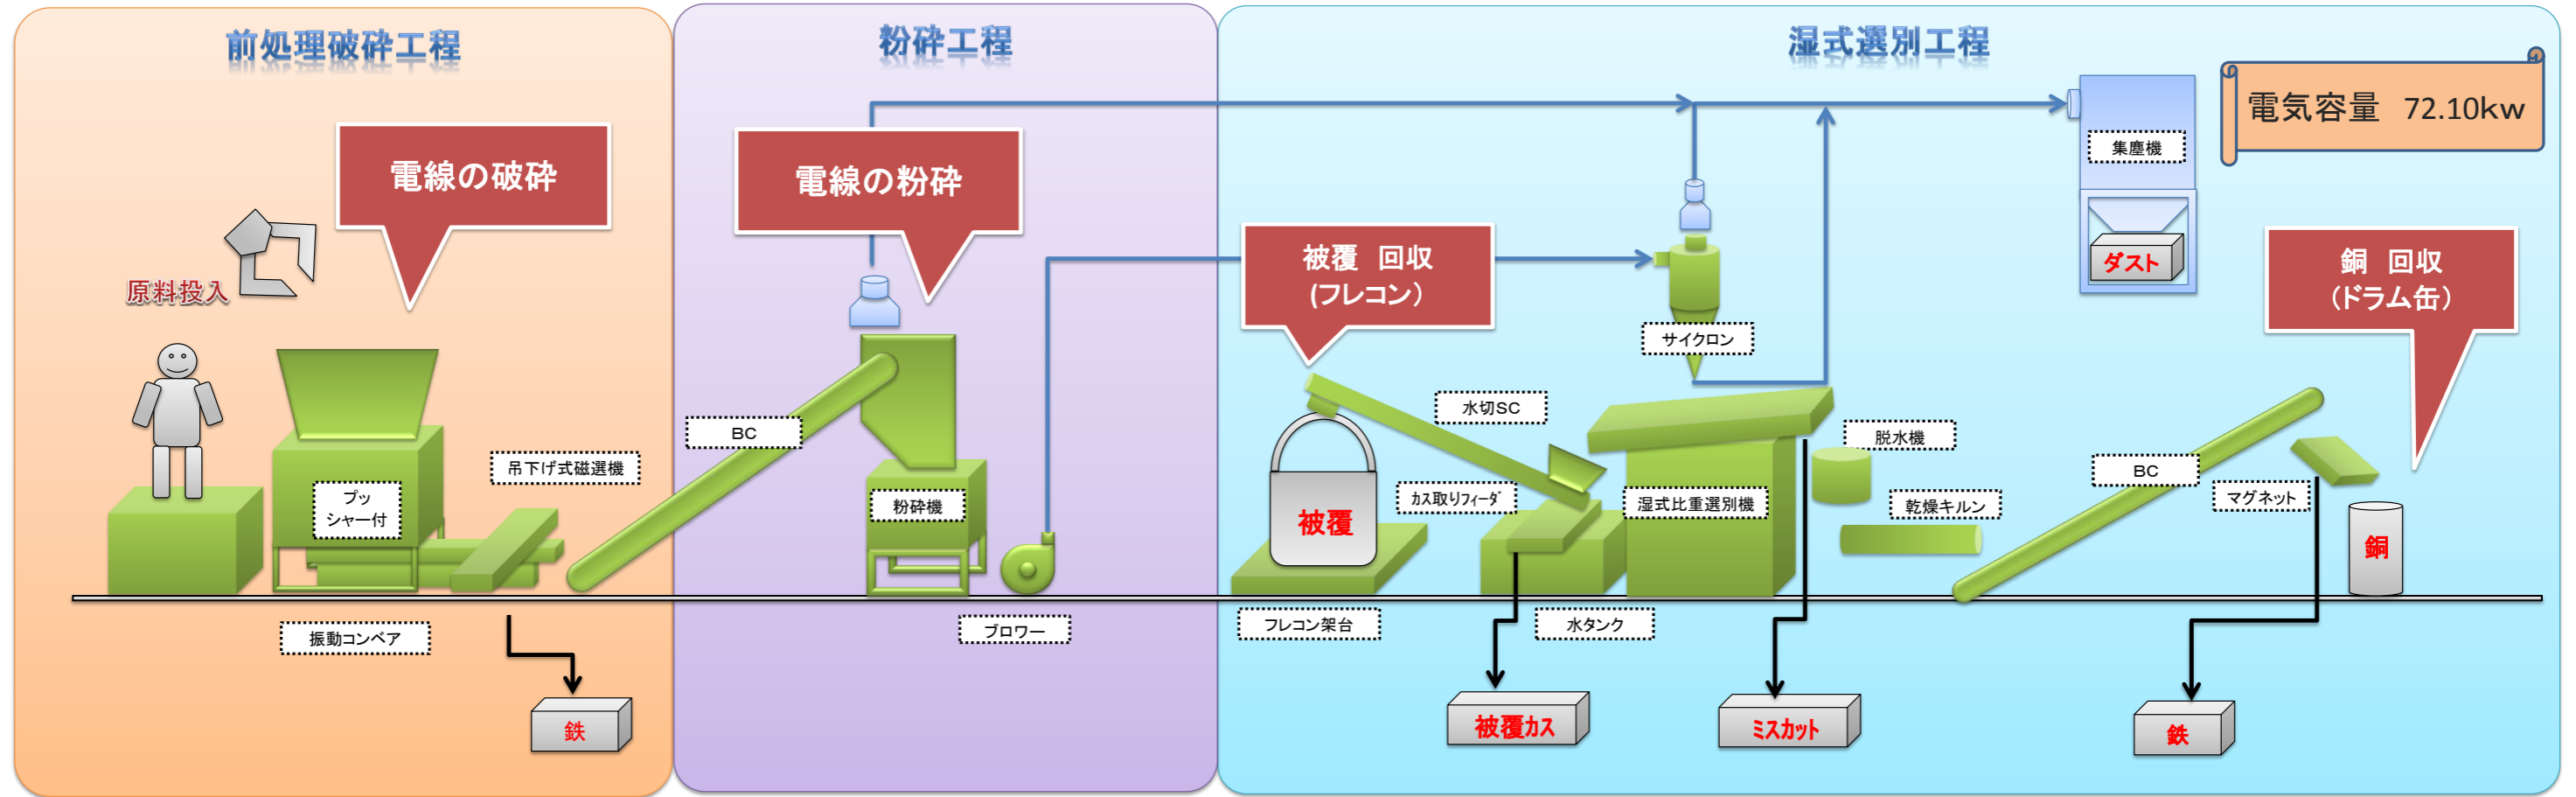 前処理破砕工程
粉砕工程
湿式選別工程
電気容量 72.10kw
電線の破砕
電線の粉砕
集塵機
ダスト
被覆 回収
(フレコン）
銅 回収
（ドラム缶）
原料投入
サイクロン
水切SC
BC
脱水機
吊下げ式磁選機
BC
プッ
シャー付
粉砕機
カス取りフィーダ
湿式比重選別機
乾燥キルン
マグネット
被覆
銅
振動コンベア
ブロワー
フレコン架台
水タンク
鉄
被覆カス
ミスカット
鉄